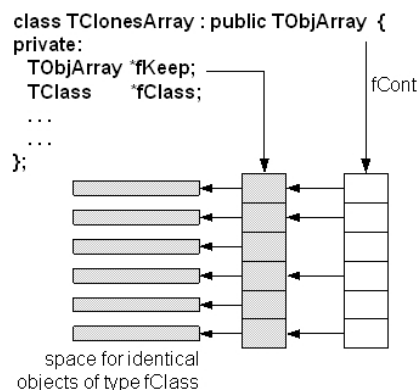 class TClonesArray : public TObjArray {
private:
TObjArray *fKeep;
TClass *fClass;
...
...
};
fCont
space for identical
objects of type fClass